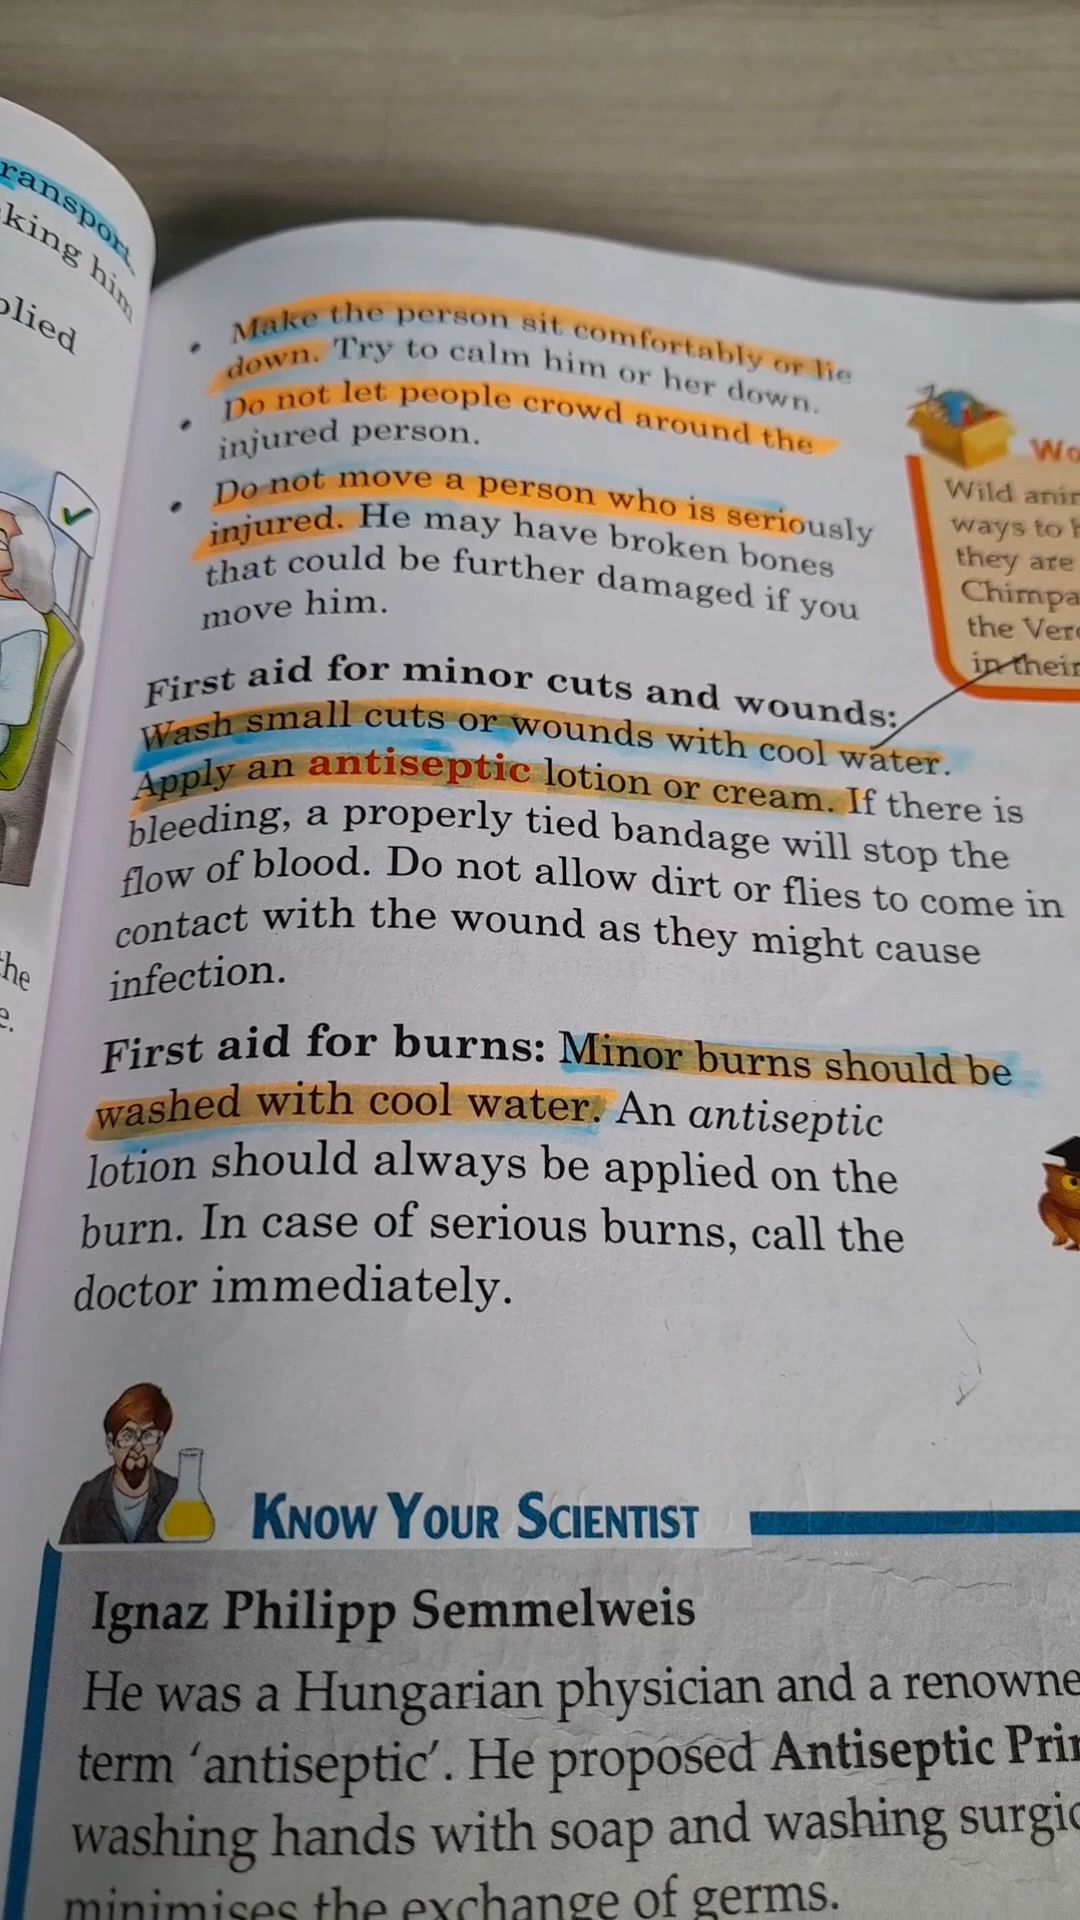 ransport
king him
plied
he
e.
• Make the person sit comfortably or lie
down. Try to calm him or her down.
• Do not let people crowd around the
injured person.
• Do not move a person who is seriously
injured. He may have broken bones
that could be further damaged if you
move him.
First aid for minor cuts and wounds:
Wash small cuts or wounds with cool water.
Apply an antiseptic lotion or cream. If there is
bleeding, a properly tied bandage will stop the
flow of blood. Do not allow dirt or flies to come in
contact with the wound as they might cause
infection.
First aid for burns: Minor burns should be
washed with cool water. An antiseptic
lotion should always be applied on the
burn. In case of serious burns, call the
doctor immediately.
Wo
Wild anir
ways to h
they are
Chimpa
the Vere
in their
KNOW YOUR SCIENTIST
Ignaz Philipp Semmelweis
He was a Hungarian physician and a renowne
term ‘antiseptic’. He proposed Antiseptic Prin
washing hands with soap and washing surgic
minimises the exchange of germs.